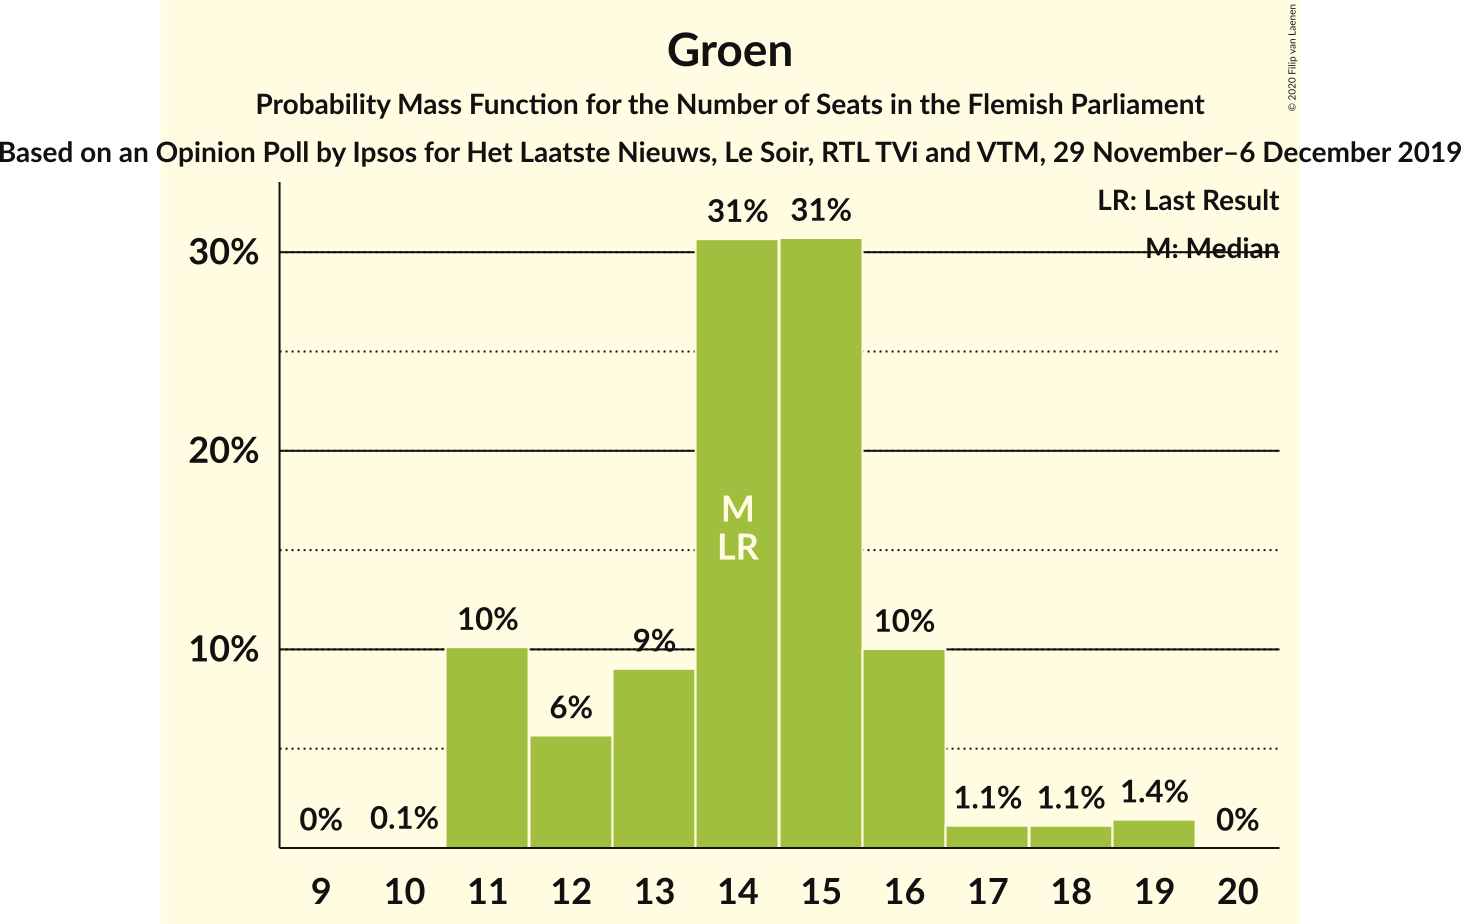 Groen
Probability Mass Function for the Number of Seats in the Flemish Parliament
Based on an Opinion Poll by Ipsos for Het Laatste Nieuws, Le Soir, RTL TVi and VTM, 29 November–6 December 2019
© 2020 Filip van Laenen
LR: Last Result
M: Median
30%
20%
10%
0%
0.1%
10%
6%
9%
31%
31%
10%
1.1%
1.1%
1.4%
0%
M
LR
9 10 11 12 13 14 15 16 17 18 19 20